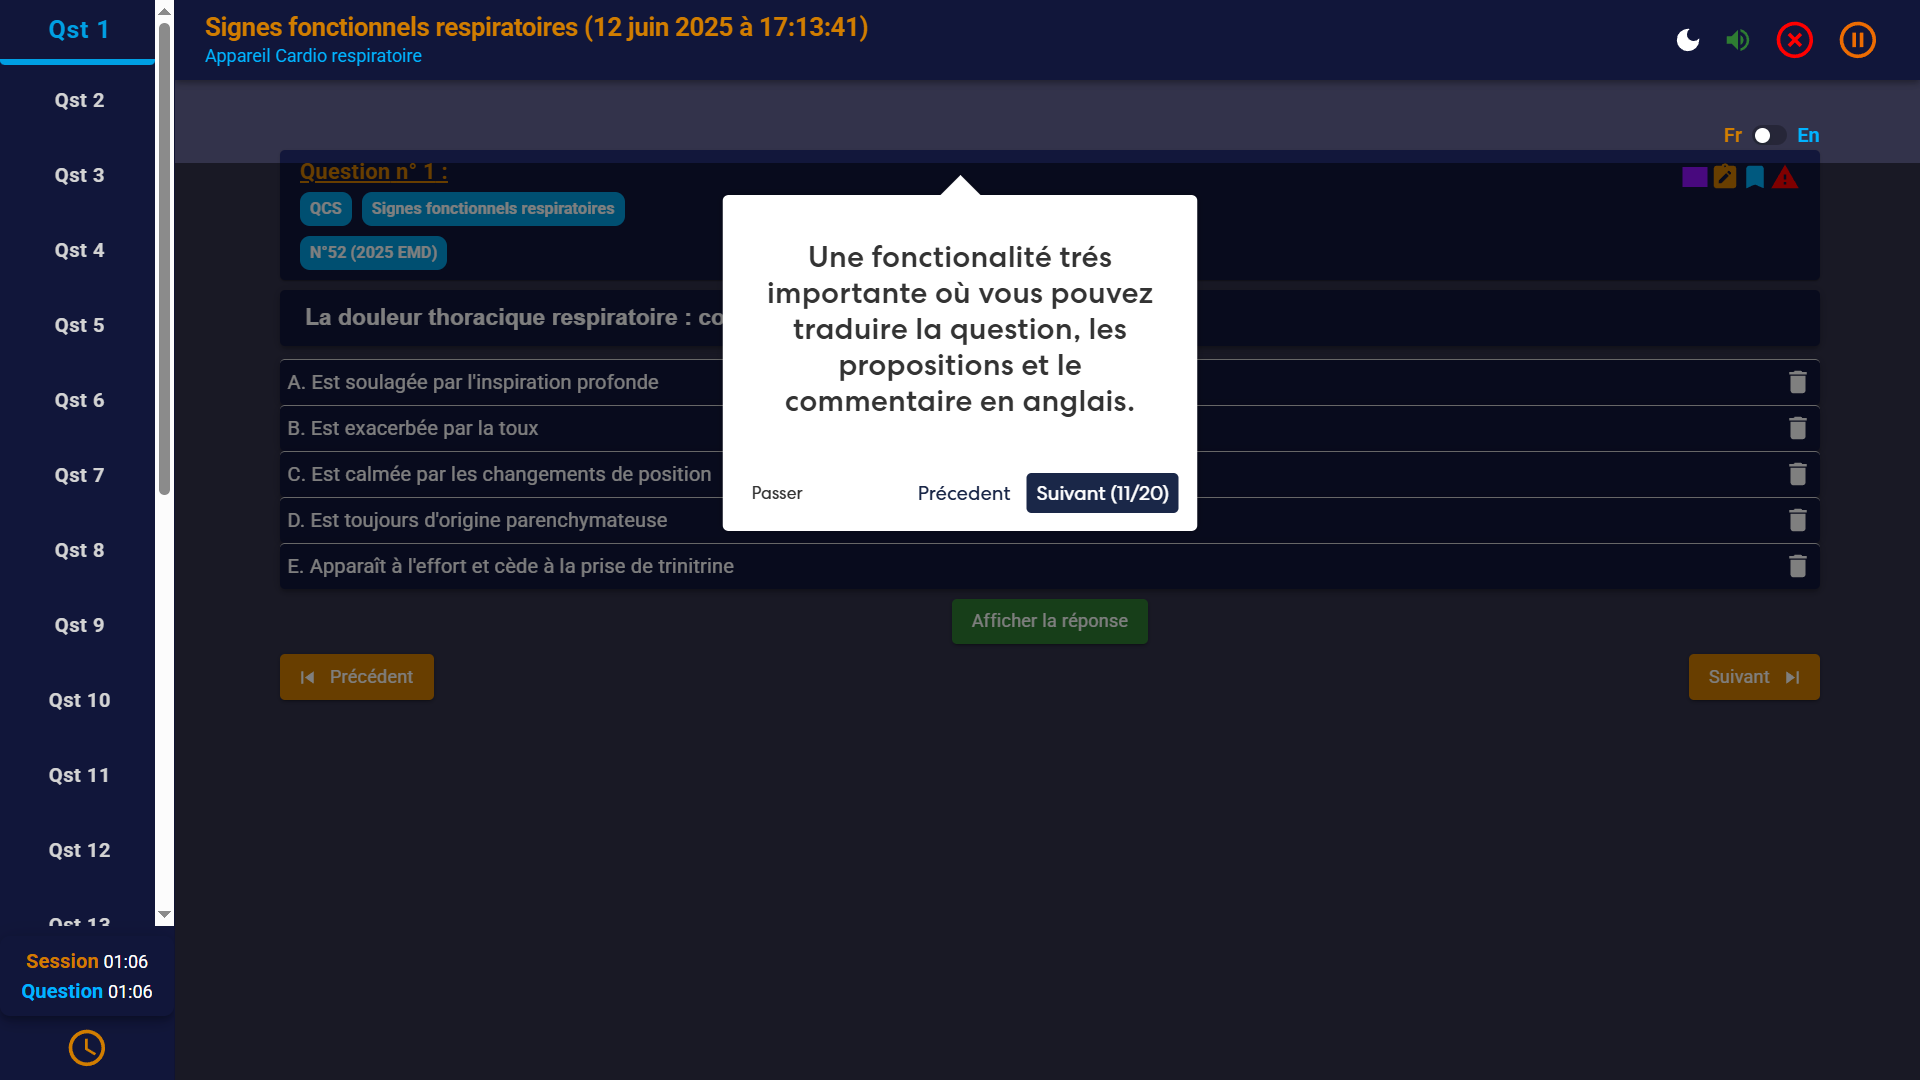 Qst 1
Qst 2
Qst 3
Qst 4
Qst 5
Qst 6
Qst 7
Qst 8
Qst 9
Qst 10
Qst 11
Qst 12
Qst 13
Session 01:06
Question 01:06
Signes fonctionnels respiratoires (12 juin 2025 à 17:13:41)
Appareil Cardio respiratoire
Fr En
Question n° 1 :
QCS Signes fonctionnels respiratoires
N°52 (2025 EMD)
La douleur thoracique respiratoire :
A. Est soulagée par l'inspiration profonde
B. Est exacerbée par la toux
C. Est calmée par les changements de position
D. Est toujours d'origine parenchymateuse
E. Apparaît à l'effort et cède à la prise de trinitrine
Afficher la réponse
Précédent
Suivant
Une fonctionalité trés
importante où vous pouvez
traduire la question, les
propositions et le
commentaire en anglais.
Passer
Précedent
Suivant (11/20)